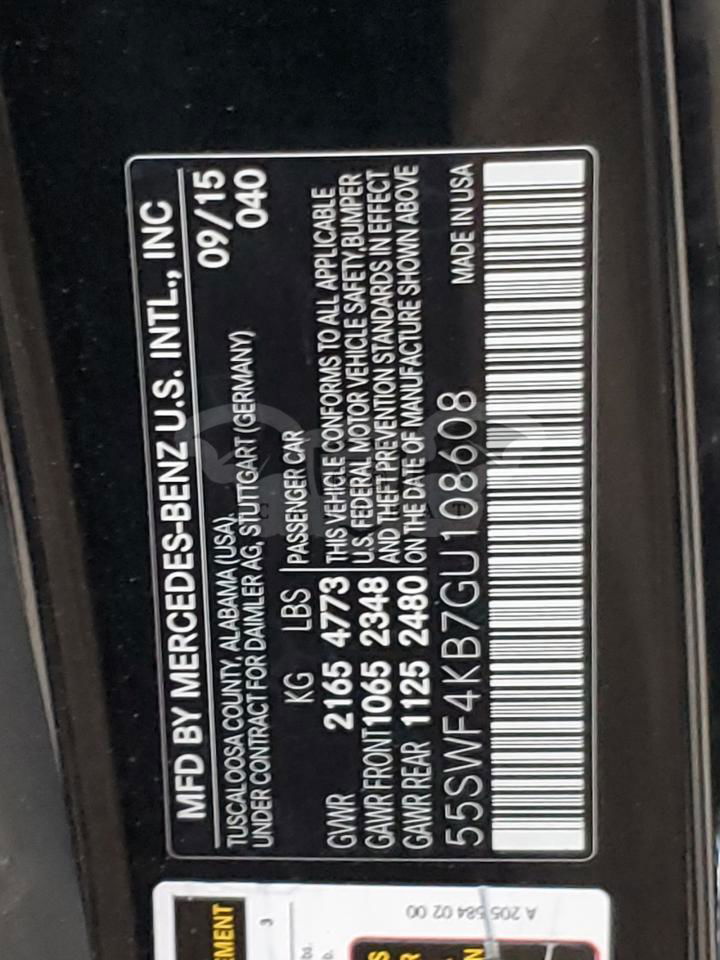 MFD BY MERCEDES-BENZ U.S. INTL., INC
TUSCALOOSA COUNTY, ALABAMA (USA), 09/15
UNDER CONTRACT FOR DAIMLER AG, STUTTGART (GERMANY) 040
KG LBS PASSENGER CAR
GVWR 2165 4773 THIS VEHICLE CONFORMS TO ALL APPLICABLE
GAWR FRONT 1065 2348 U.S. FEDERAL MOTOR VEHICLE SAFETY, BUMPER
AND THEFT PREVENTION STANDARDS IN EFFECT
GAWR REAR 1125 2480 ON THE DATE OF MANUFACTURE SHOWN ABOVE
55SWF4KB7GU108608 MADE IN USA
A 205 584 02 00
EMENT
3